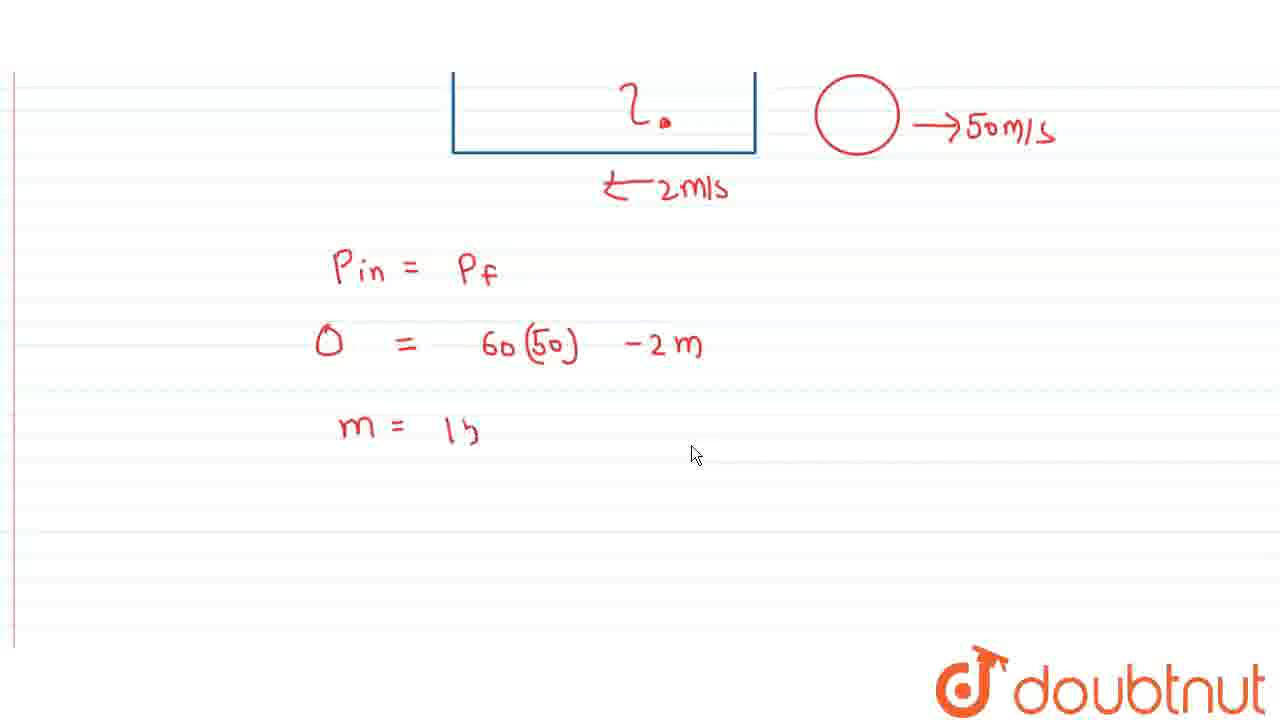 2.
→50m/s
←2m/s
Pin = Pf
0 = 60(50) -2m
m = 15
doubtnut